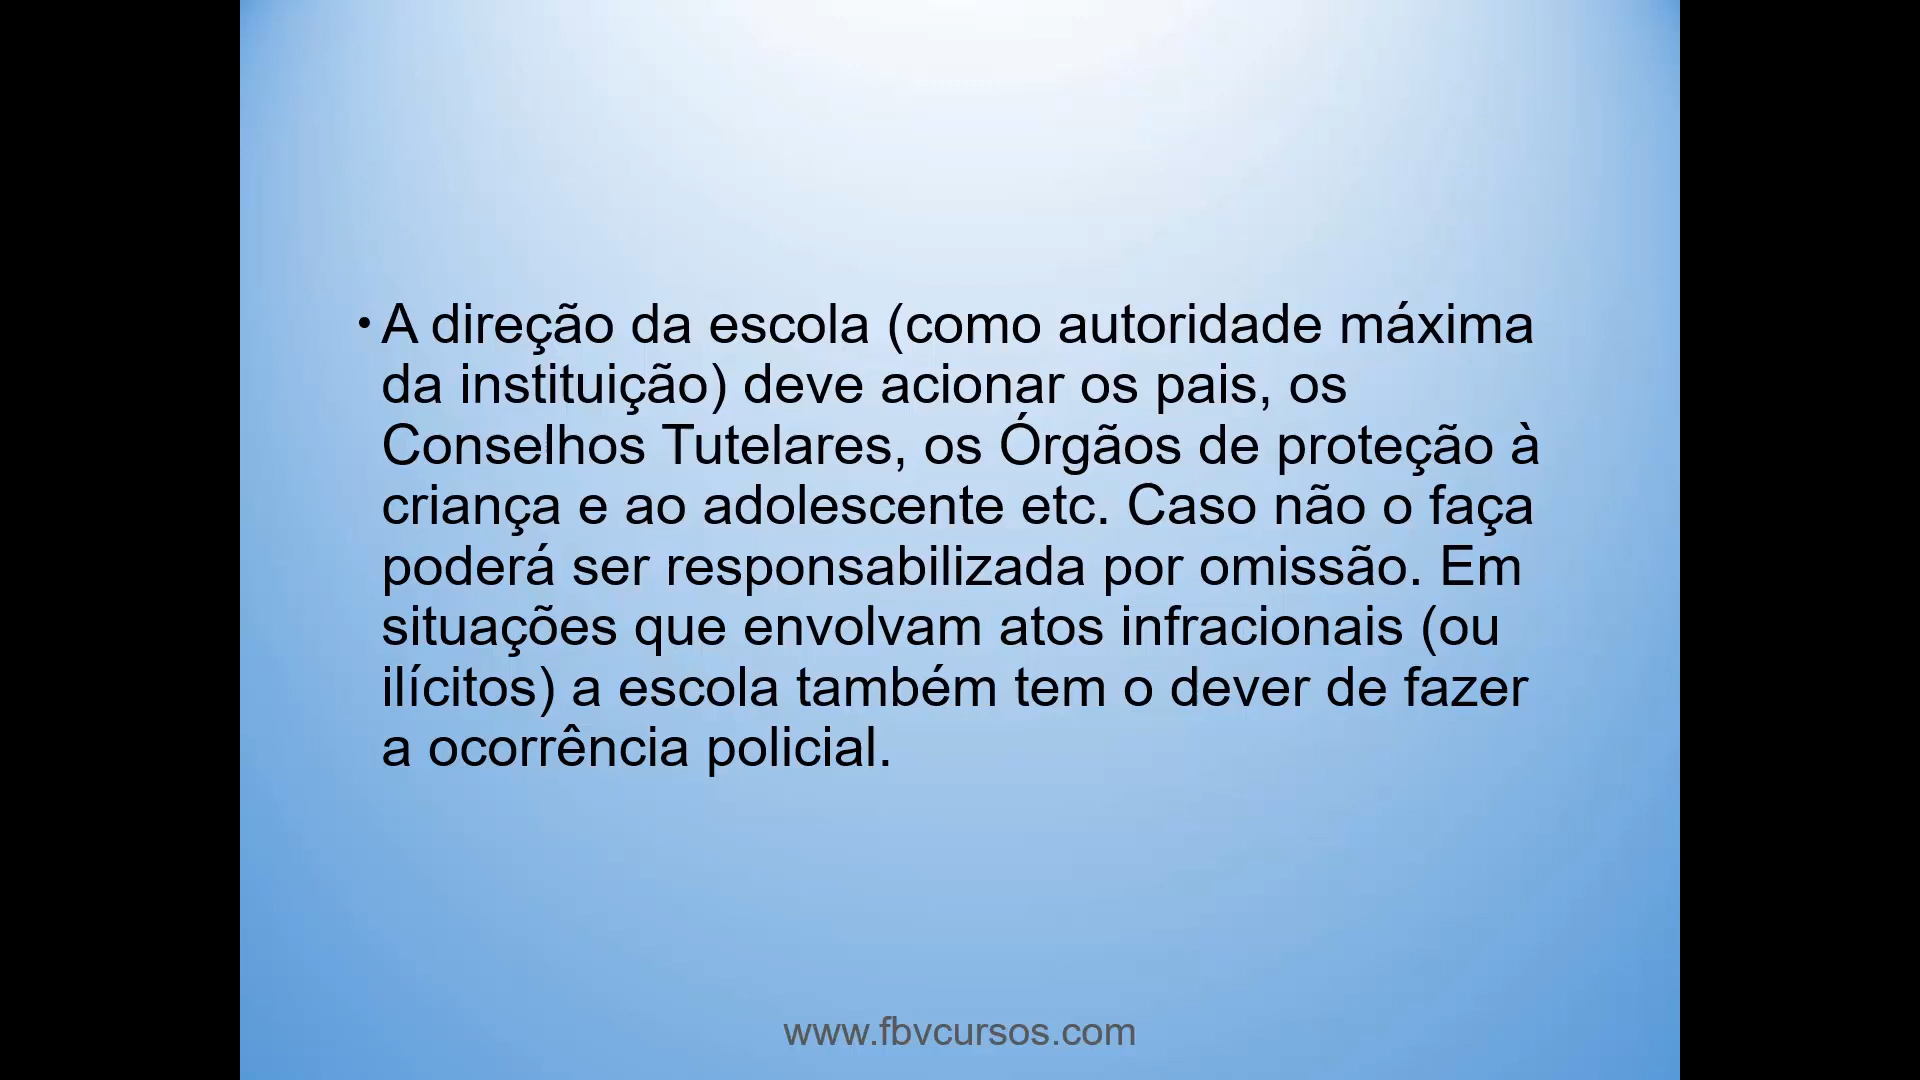 • A direção da escola (como autoridade máxima
da instituição) deve acionar os pais, os
Conselhos Tutelares, os Órgãos de proteção à
criança e ao adolescente etc. Caso não o faça
poderá ser responsabilizada por omissão. Em
situações que envolvam atos infracionais (ou
ilícitos) a escola também tem o dever de fazer
a ocorrência policial.
www.fbvcursos.com